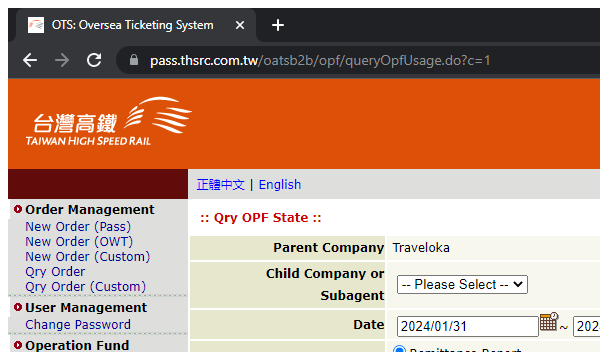 OTS: Oversea Ticketing System
pass.thsrc.com.tw/oatsb2b/opf/queryOpfUsage.do?c=1
台灣高鐵
TAIWAN HIGH SPEED RAIL
正體中文 | English
Order Management
New Order (Pass)
New Order (OWT)
New Order (Custom)
Qry Order
Qry Order (Custom)
User Management
Change Password
Operation Fund
:: Qry OPF State ::
Parent Company Traveloka
Child Company or
Subagent
-- Please Select --
Date 2024/01/31 ~ 202
Remittance Report